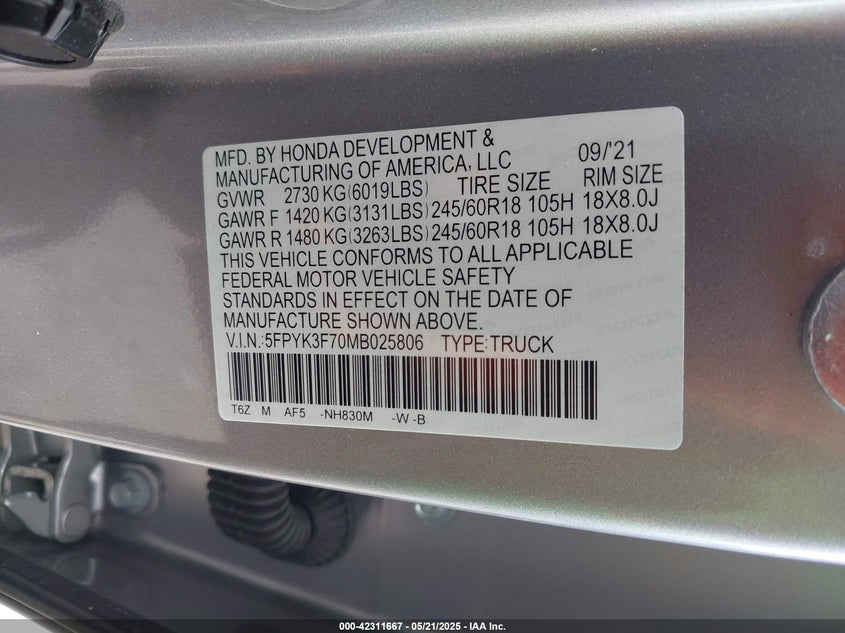 MFD. BY HONDA DEVELOPMENT &
MANUFACTURING OF AMERICA, LLC 09/'21
GVWR 2730 KG(6019LBS) TIRE SIZE RIM SIZE
GAWR F 1420 KG(3131LBS) 245/60R18 105H 18X8.0J
GAWR R 1480 KG(3263LBS) 245/60R18 105H 18X8.0J
THIS VEHICLE CONFORMS TO ALL APPLICABLE
FEDERAL MOTOR VEHICLE SAFETY
STANDARDS IN EFFECT ON THE DATE OF
MANUFACTURE SHOWN ABOVE.
V.I.N.:5FPYK3F70MB025806 TYPE:TRUCK
T6Z M AF5 -NH830M -W -B
000-42311667 - 05/21/2025 - IAA Inc.